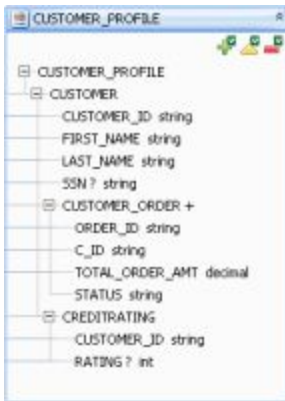 CUSTOMER_PROFILE
CUSTOMER_PROFILE
CUSTOMER
CUSTOMER_ID string
FIRST_NAME string
LAST_NAME string
SSN ? string
CUSTOMER_ORDER +
ORDER_ID string
C_ID string
TOTAL_ORDER_AMT decimal
STATUS string
CREDITRATING
CUSTOMER_ID string
RATING ? int